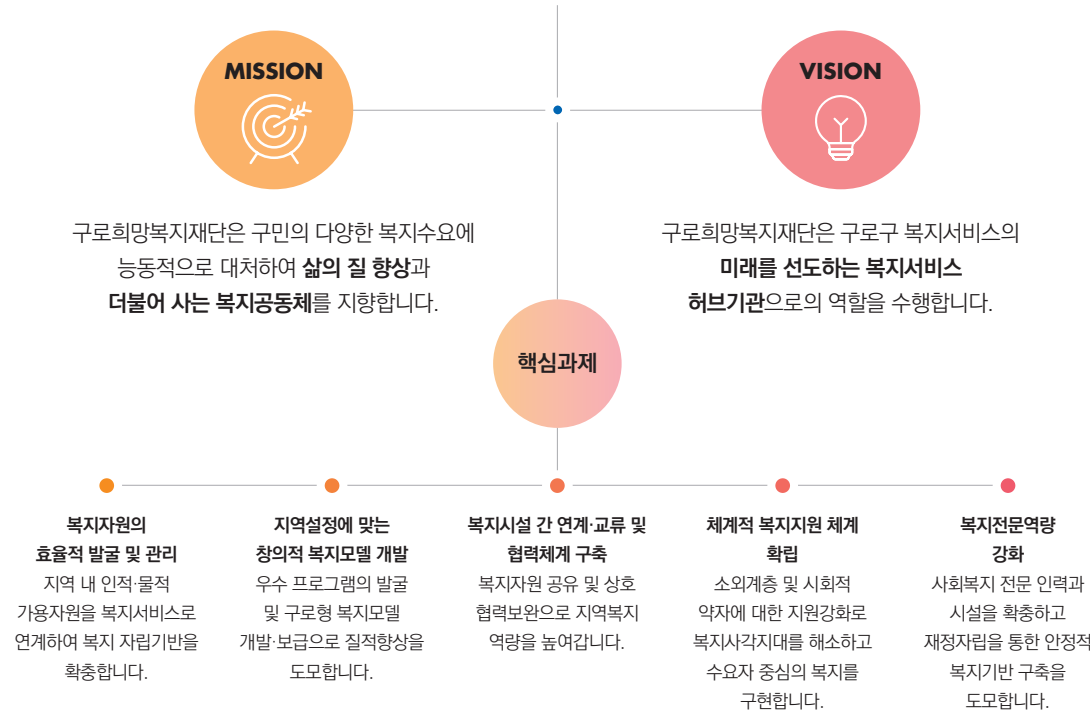 MISSION
구로희망복지재단은 구민의 다양한 복지수요에
능동적으로 대처하여 삶의 질 향상과
더불어 사는 복지공동체를 지향합니다.
VISION
구로희망복지재단은 구로구 복지서비스의
미래를 선도하는 복지서비스
허브기관으로의 역할을 수행합니다.
핵심과제
복지자원의
효율적 발굴 및 관리
지역 내 인적·물적
가용자원을 복지서비스로
연계하여 복지 자립기반을
확충합니다.
지역설정에 맞는
창의적 복지모델 개발
우수 프로그램의 발굴
및 구로형 복지모델
개발·보급으로 질적향상을
도모합니다.
복지시설 간 연계·교류 및
협력체계 구축
복지자원 공유 및 상호
협력보완으로 지역복지
역량을 높여갑니다.
체계적 복지지원 체계
확립
소외계층 및 시회적
약자에 대한 지원강화로
복지사각지대를 해소하고
수요자 중심의 복지를
구현합니다.
복지전문역량
강화
사회복지 전문 인력과
시설을 확충하고
재정자립을 통한 안정적
복지기반 구축을
도모합니다.